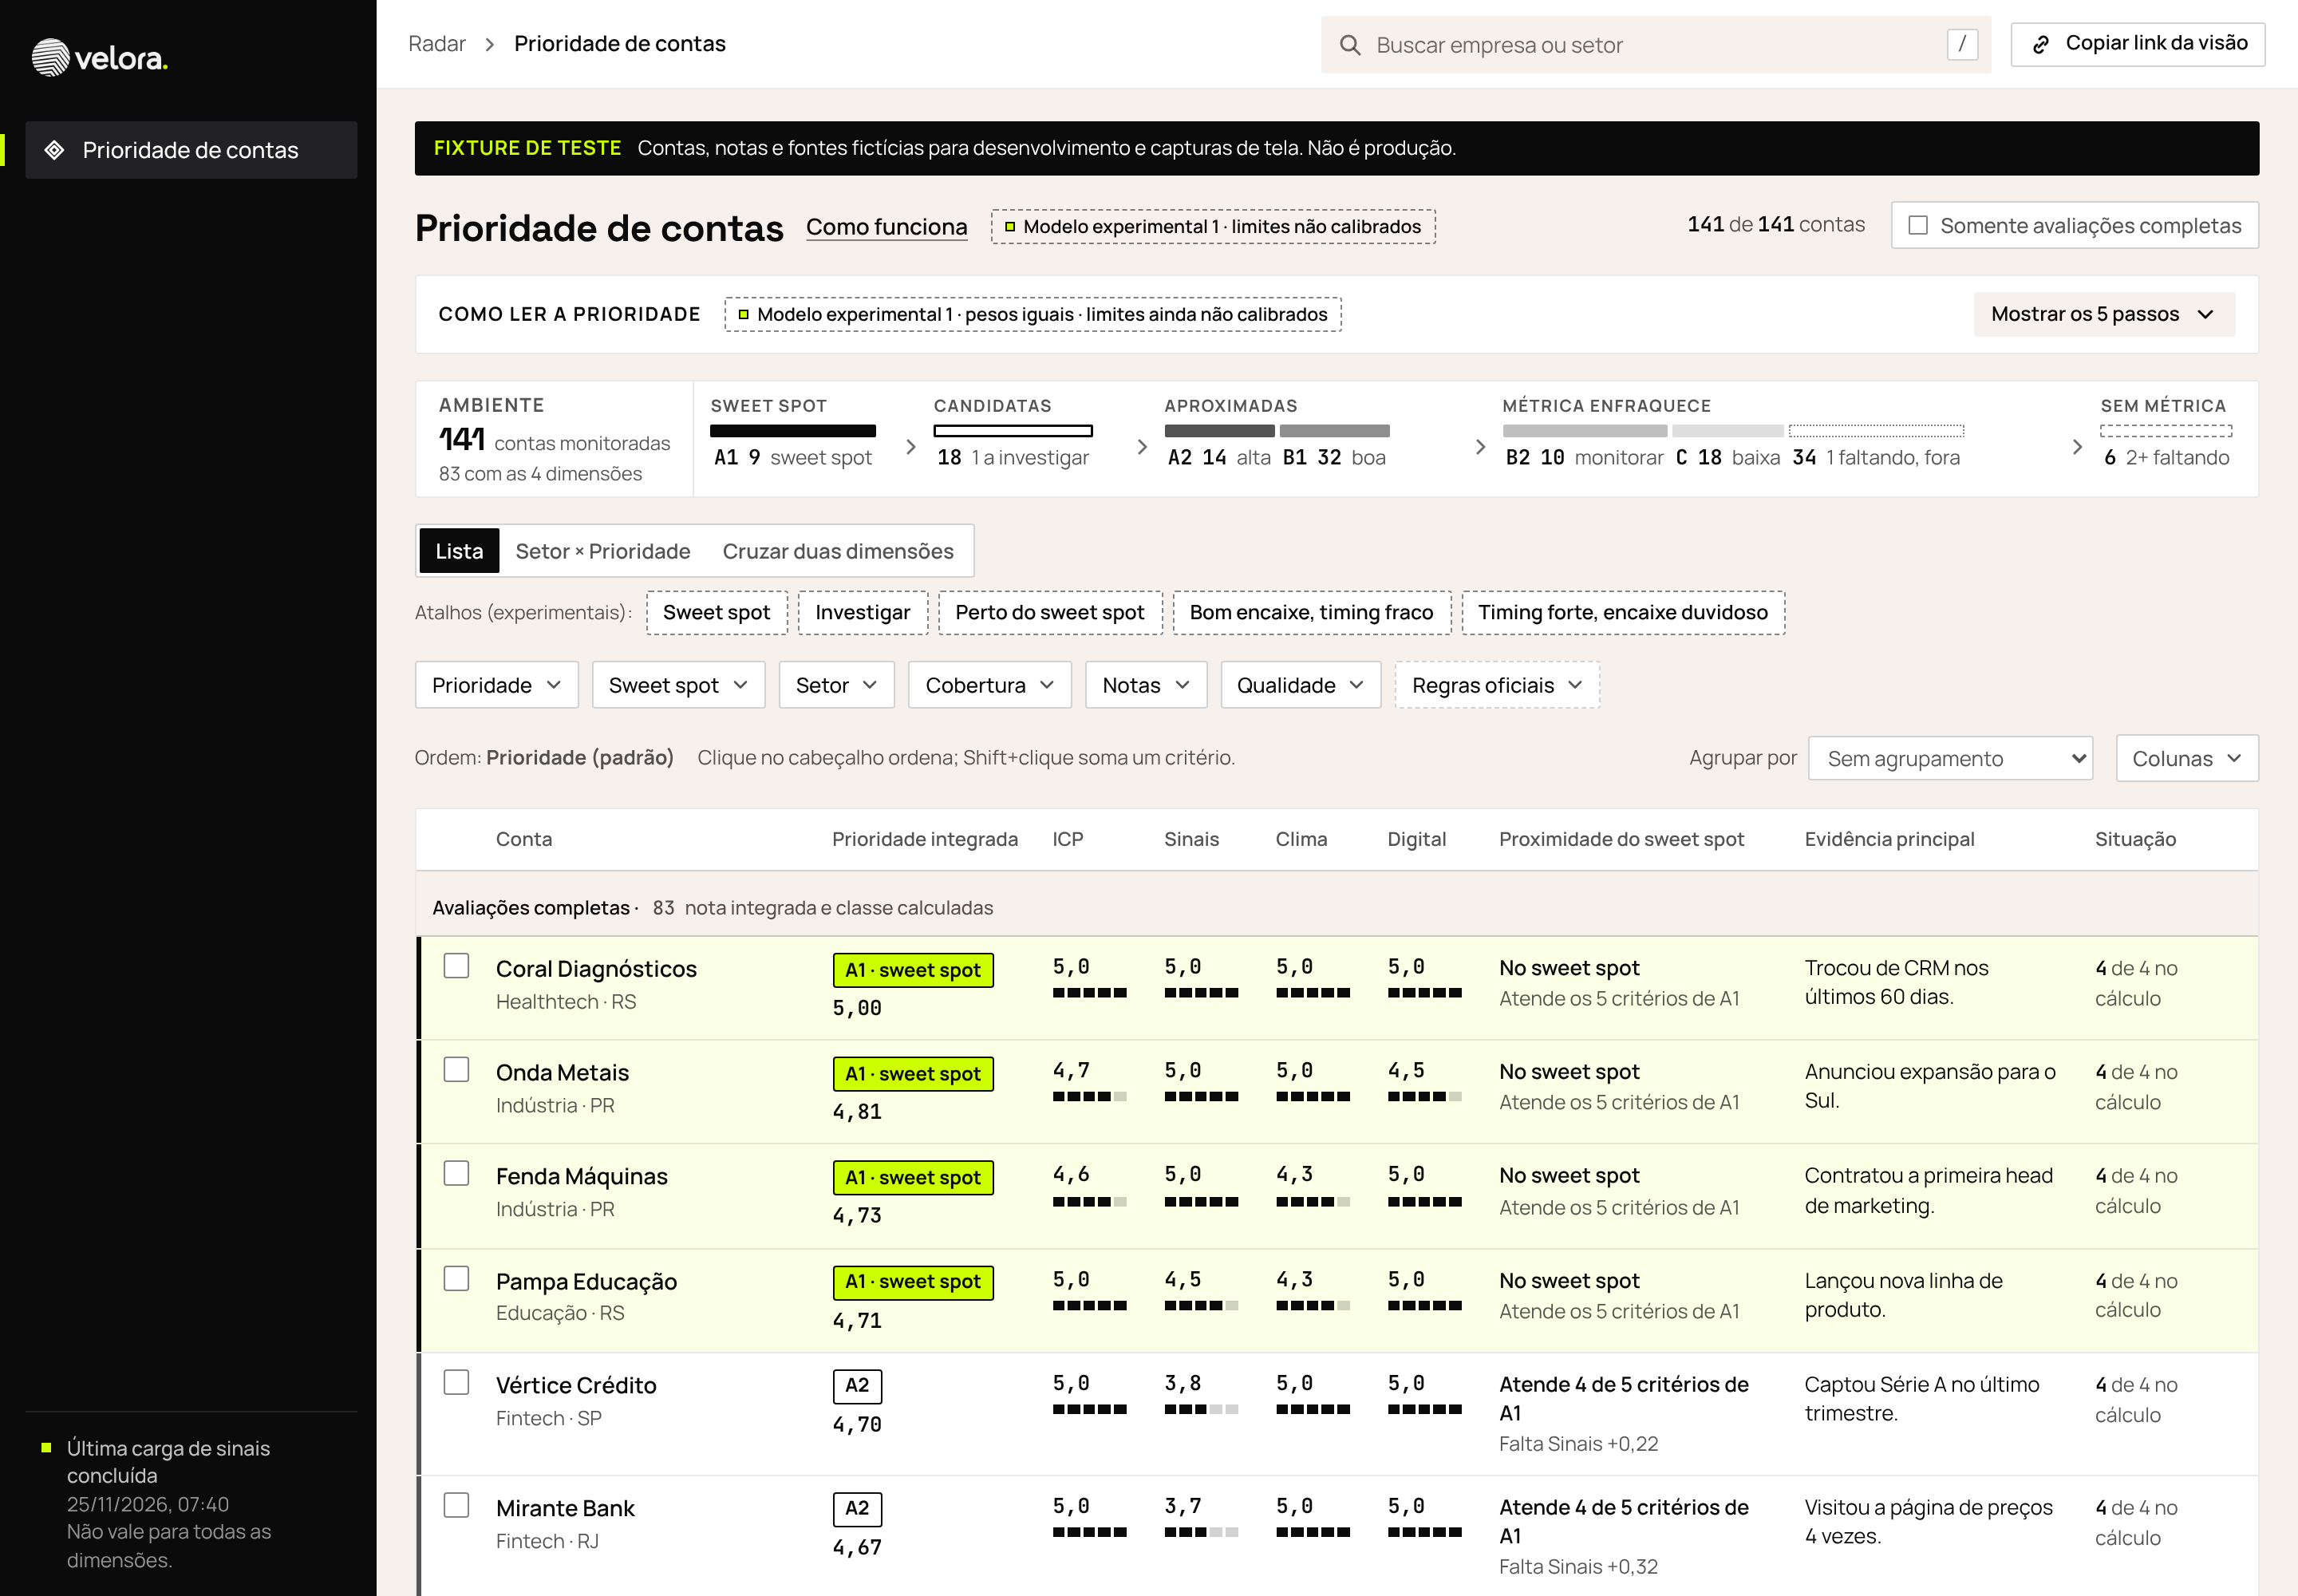 velora.
Prioridade de contas
Última carga de sinais
concluída
25/11/2026, 07:40
Não vale para todas as
dimensões.
Radar > Prioridade de contas
Buscar empresa ou setor /
Copiar link da visão
FIXTURE DE TESTE Contas, notas e fontes fictícias para desenvolvimento e capturas de tela. Não é produção.
Prioridade de contas Como funciona Modelo experimental 1 · limites não calibrados
141 de 141 contas Somente avaliações completas
COMO LER A PRIORIDADE Modelo experimental 1 · pesos iguais · limites ainda não calibrados Mostrar os 5 passos
AMBIENTE
141 contas monitoradas
83 com as 4 dimensões
SWEET SPOT
A1 9 sweet spot
CANDIDATAS
18 1 a investigar
APROXIMADAS
A2 14 alta B1 32 boa
MÉTRICA ENFRAQUECE
B2 10 monitorar C 18 baixa 34 1 faltando, fora
SEM MÉTRICA
6 2+ faltando
Lista Setor × Prioridade Cruzar duas dimensões
Atalhos (experimentais): Sweet spot Investigar Perto do sweet spot Bom encaixe, timing fraco Timing forte, encaixe duvidoso
Prioridade Sweet spot Setor Cobertura Notas Qualidade Regras oficiais
Ordem: Prioridade (padrão) Clique no cabeçalho ordena; Shift+clique soma um critério. Agrupar por Sem agrupamento Colunas
Conta Prioridade integrada ICP Sinais Clima Digital Proximidade do sweet spot Evidência principal Situação
Avaliações completas · 83 nota integrada e classe calculadas
Coral Diagnósticos
Healthtech · RS
A1 · sweet spot
5,00
5,0 5,0 5,0 5,0
No sweet spot
Atende os 5 critérios de A1
Trocou de CRM nos
últimos 60 dias.
4 de 4 no
cálculo
Onda Metais
Indústria · PR
A1 · sweet spot
4,81
4,7 5,0 5,0 4,5
No sweet spot
Atende os 5 critérios de A1
Anunciou expansão para o
Sul.
4 de 4 no
cálculo
Fenda Máquinas
Indústria · PR
A1 · sweet spot
4,73
4,6 5,0 4,3 5,0
No sweet spot
Atende os 5 critérios de A1
Contratou a primeira head
de marketing.
4 de 4 no
cálculo
Pampa Educação
Educação · RS
A1 · sweet spot
4,71
5,0 4,5 4,3 5,0
No sweet spot
Atende os 5 critérios de A1
Lançou nova linha de
produto.
4 de 4 no
cálculo
Vértice Crédito
Fintech · SP
A2
4,70
5,0 3,8 5,0 5,0
Atende 4 de 5 critérios de
A1
Falta Sinais +0,22
Captou Série A no último
trimestre.
4 de 4 no
cálculo
Mirante Bank
Fintech · RJ
A2
4,67
5,0 3,7 5,0 5,0
Atende 4 de 5 critérios de
A1
Falta Sinais +0,32
Visitou a página de preços
4 vezes.
4 de 4 no
cálculo